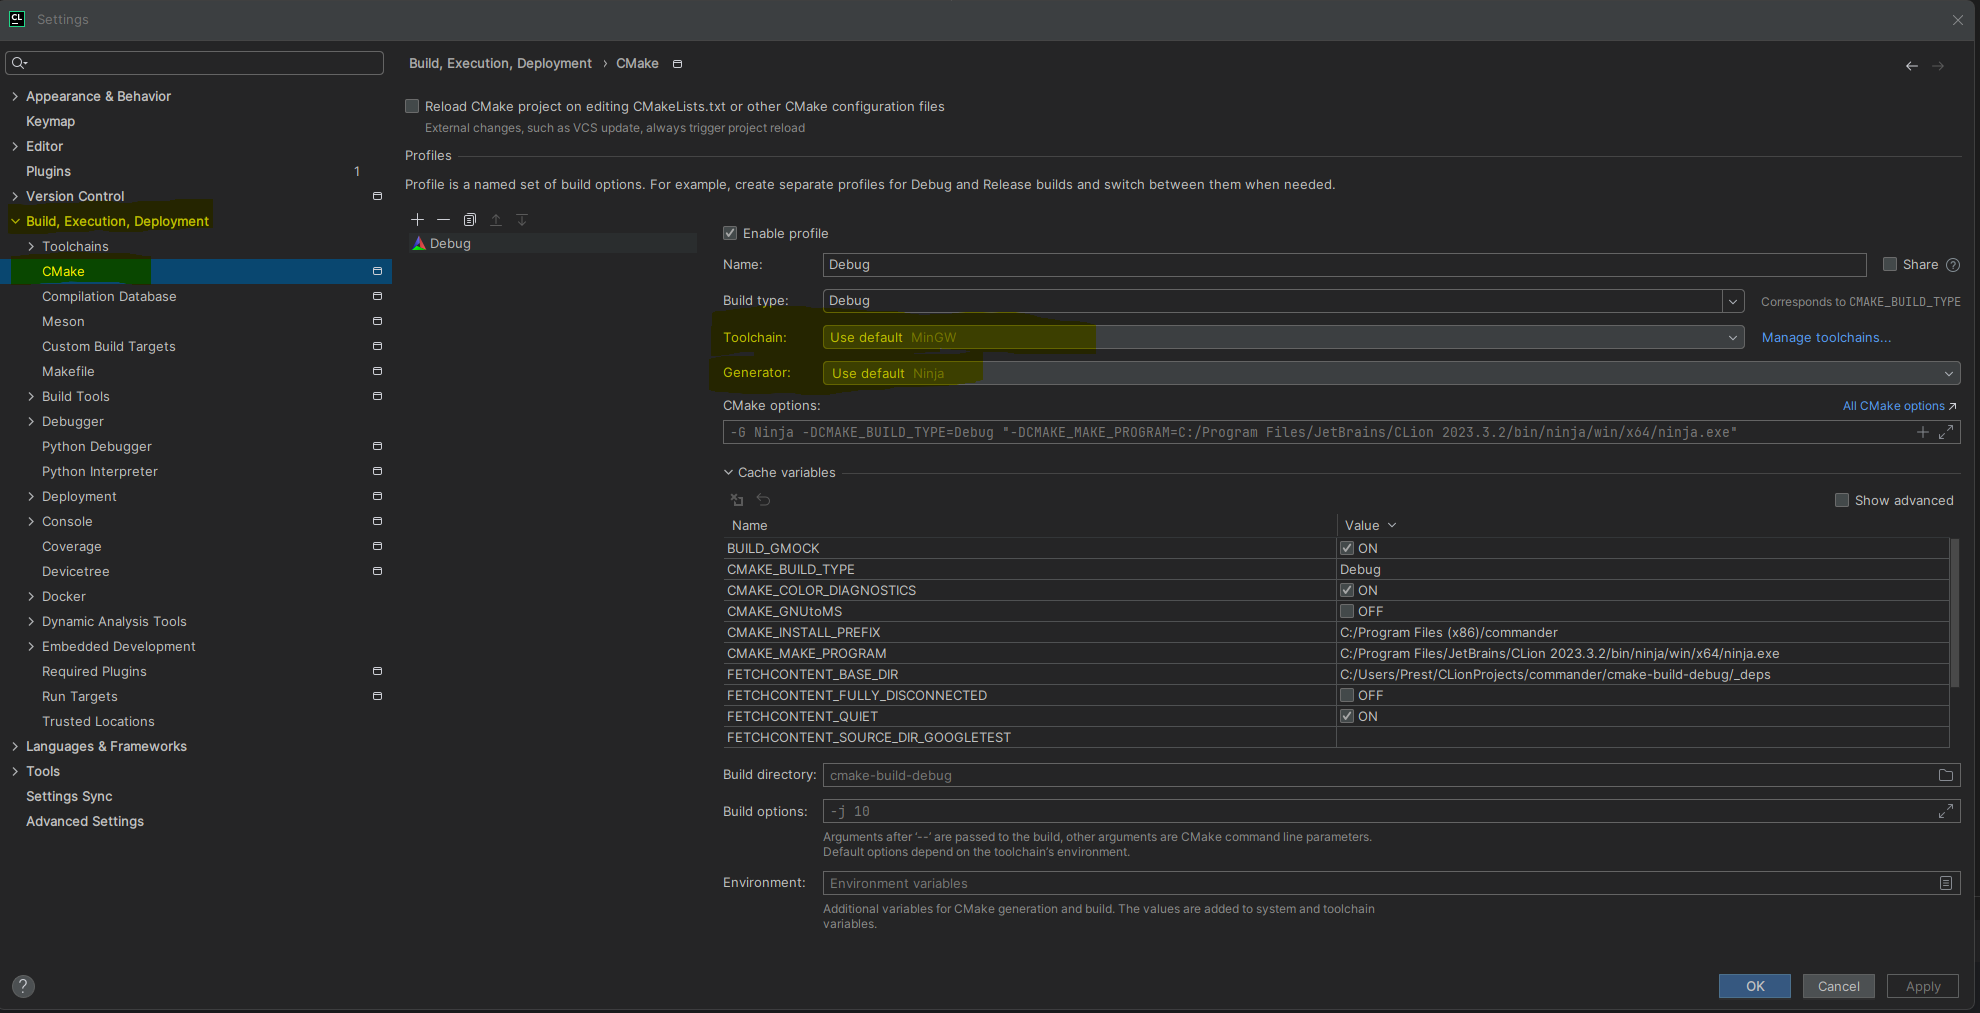 CL Settings
Build, Execution, Deployment › CMake
Appearance & Behavior
Keymap
Editor
Plugins 1
Version Control
Build, Execution, Deployment
Toolchains
CMake
Compilation Database
Meson
Custom Build Targets
Makefile
Build Tools
Debugger
Python Debugger
Python Interpreter
Deployment
Console
Coverage
Devicetree
Docker
Dynamic Analysis Tools
Embedded Development
Required Plugins
Run Targets
Trusted Locations
Languages & Frameworks
Tools
Settings Sync
Advanced Settings
Reload CMake project on editing CMakeLists.txt or other CMake configuration files
External changes, such as VCS update, always trigger project reload
Profiles
Profile is a named set of build options. For example, create separate profiles for Debug and Release builds and switch between them when needed.
Debug
Enable profile
Name: Debug Share ?
Build type: Debug Corresponds to CMAKE_BUILD_TYPE
Toolchain: Use default MinGW Manage toolchains...
Generator: Use default Ninja
CMake options: All CMake options
-G Ninja -DCMAKE_BUILD_TYPE=Debug "-DCMAKE_MAKE_PROGRAM=C:/Program Files/JetBrains/CLion 2023.3.2/bin/ninja/win/x64/ninja.exe"
Cache variables
Show advanced
Name Value
BUILD_GMOCK ON
CMAKE_BUILD_TYPE Debug
CMAKE_COLOR_DIAGNOSTICS ON
CMAKE_GNUtoMS OFF
CMAKE_INSTALL_PREFIX C:/Program Files (x86)/commander
CMAKE_MAKE_PROGRAM C:/Program Files/JetBrains/CLion 2023.3.2/bin/ninja/win/x64/ninja.exe
FETCHCONTENT_BASE_DIR C:/Users/Prest/CLionProjects/commander/cmake-build-debug/_deps
FETCHCONTENT_FULLY_DISCONNECTED OFF
FETCHCONTENT_QUIET ON
FETCHCONTENT_SOURCE_DIR_GOOGLETEST
Build directory: cmake-build-debug
Build options: -j 10
Arguments after ‘--’ are passed to the build, other arguments are CMake command line parameters.
Default options depend on the toolchain's environment.
Environment: Environment variables
Additional variables for CMake generation and build. The values are added to system and toolchain
variables.
? OK Cancel Apply